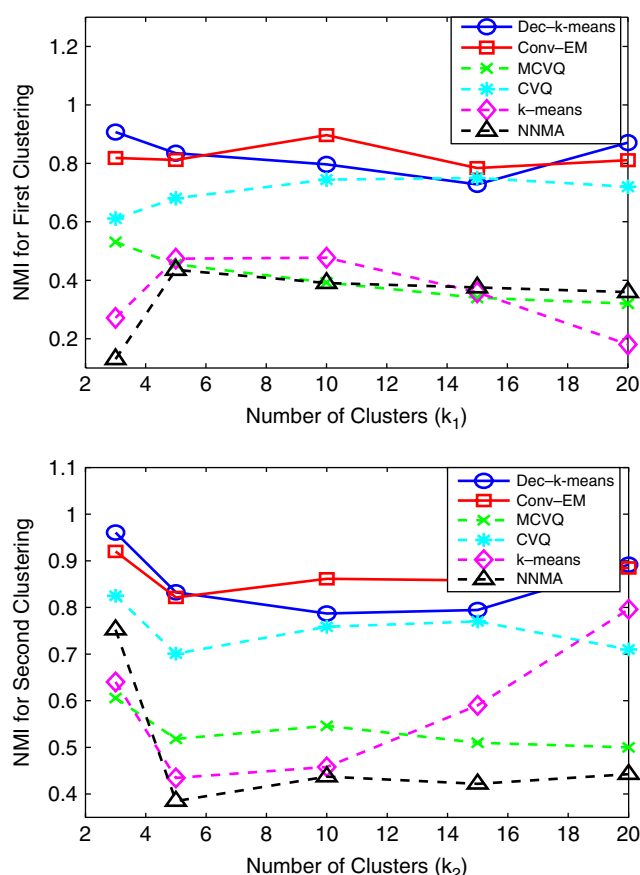 NMI for First Clustering
1.2
1
0.8
0.6
0.4
0.2
2 4 6 8 10 12 14 16 18 20
Number of Clusters (k1)
Dec–k-means
Conv–EM
MCVQ
CVQ
k–means
NNMA
NMI for Second Clustering
1.1
1
0.9
0.8
0.7
0.6
0.5
0.4
2 4 6 8 10 12 14 16 18 20
Number of Clusters (k2)
Dec–k-means
Conv–EM
MCVQ
CVQ
k–means
NNMA